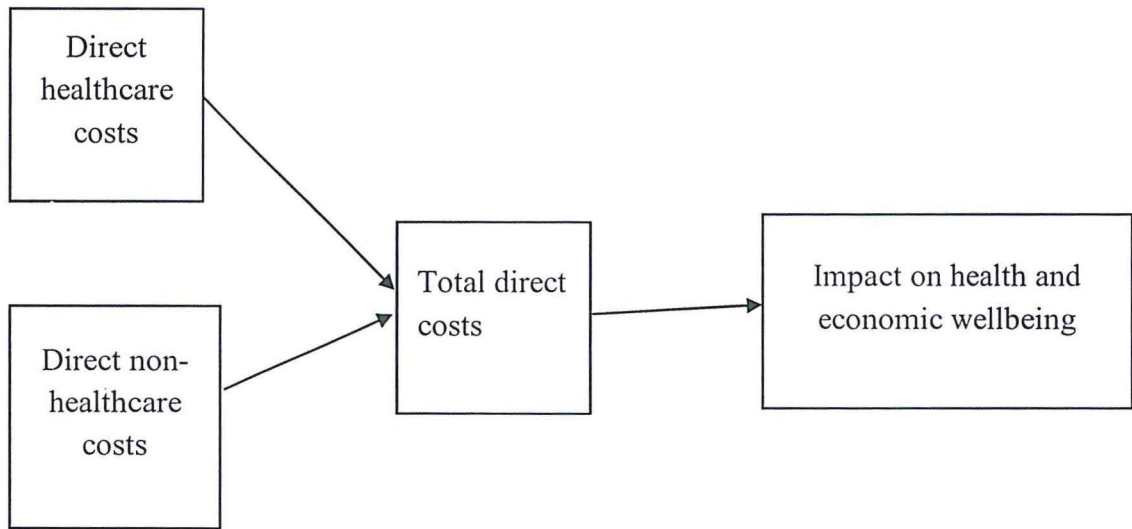 Direct
healthcare
costs
Total direct
costs
Impact on health and
economic wellbeing
Direct non-
healthcare
costs